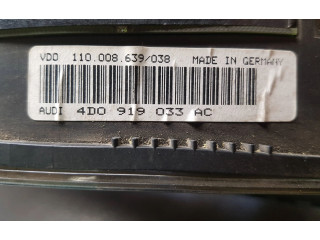 VDO 110.008.639/038 MADE IN GERMANY
AUDI 4D0 919 033 AC